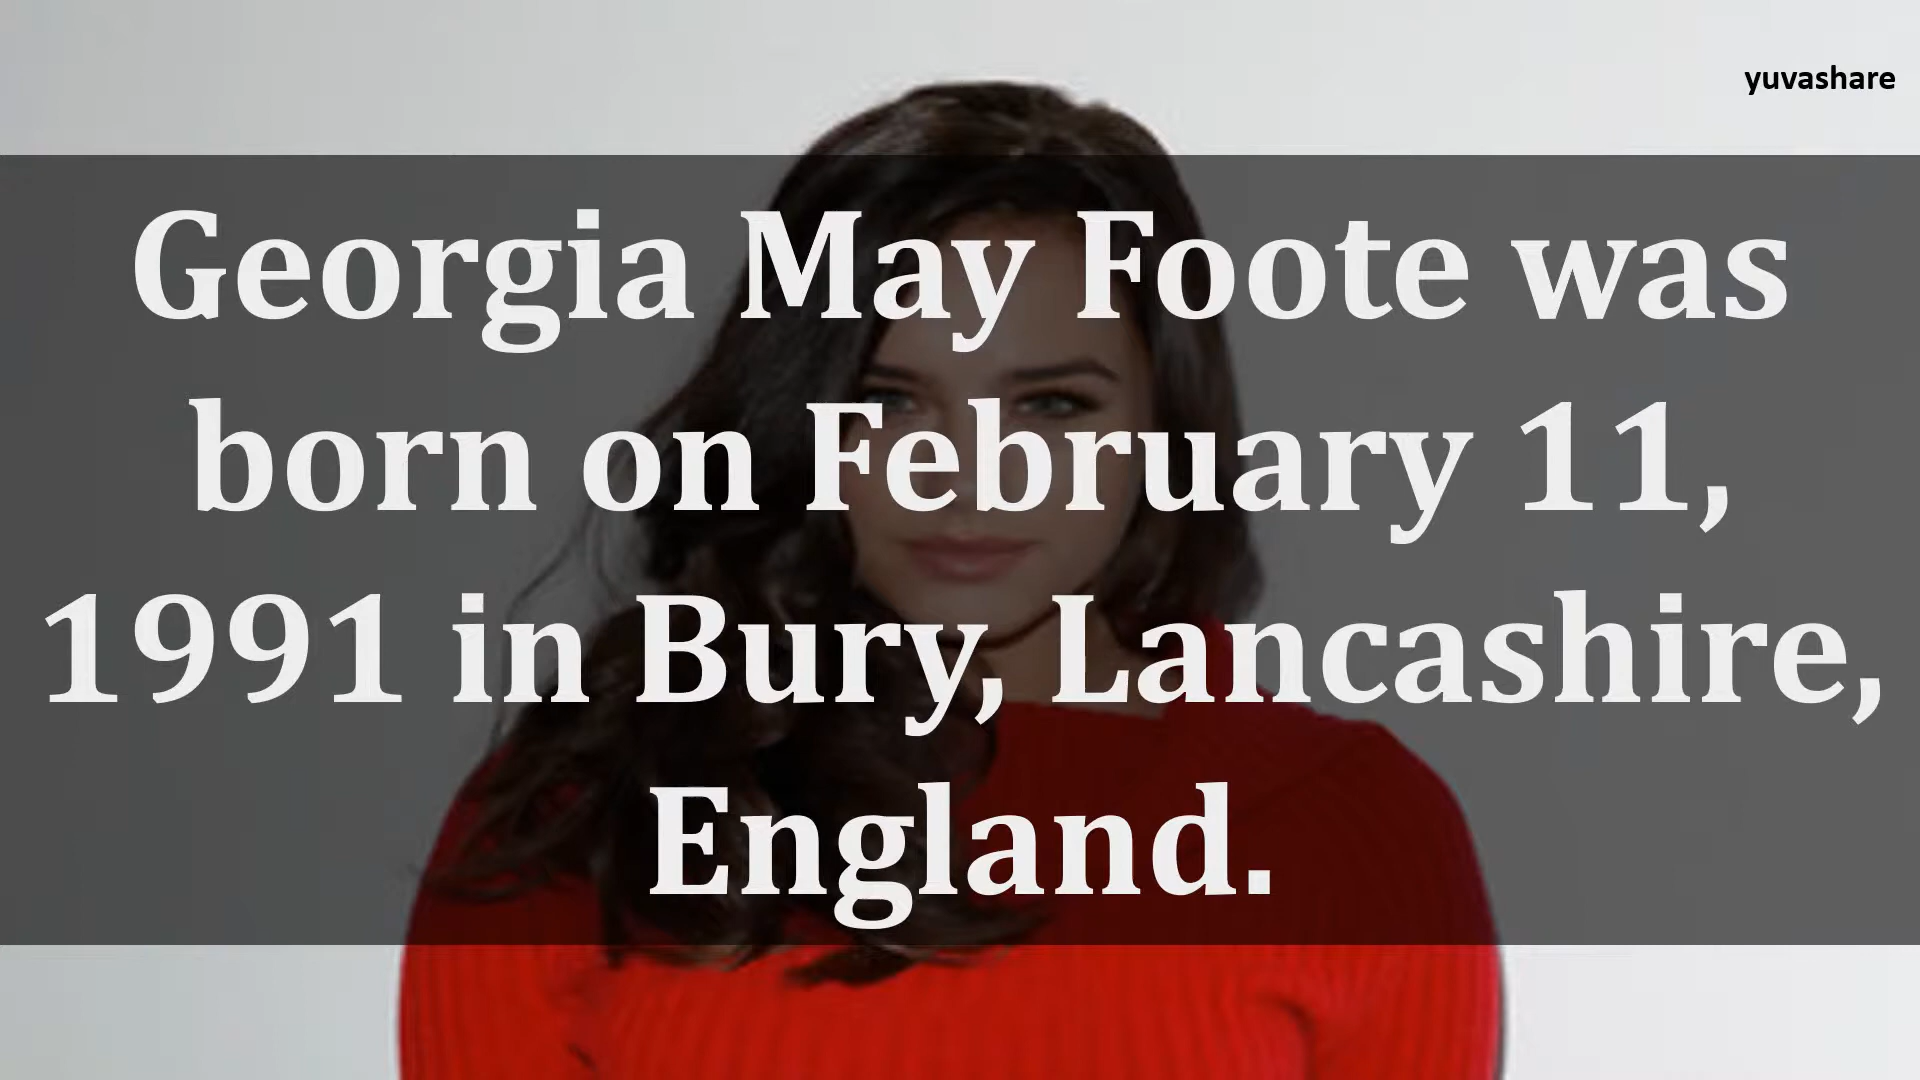 yuvashare
Georgia May Foote was
born on February 11,
1991 in Bury, Lancashire,
England.